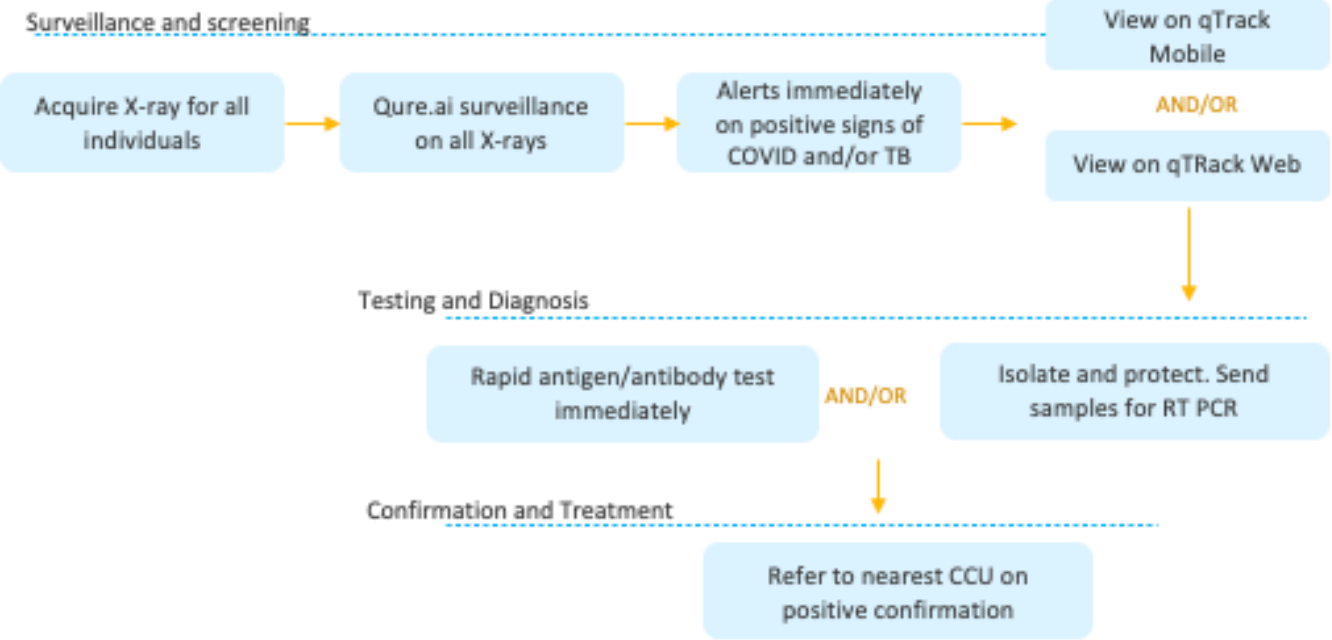 Surveillance and screening
Acquire X-ray for all
individuals
Qure.ai surveillance
on all X-rays
Alerts immediately
on positive signs of
COVID and/or TB
View on qTrack
Mobile
AND/OR
View on qTRack Web
Testing and Diagnosis
Rapid antigen/antibody test
immediately
AND/OR
Isolate and protect. Send
samples for RT PCR
Confirmation and Treatment
Refer to nearest CCU on
positive confirmation